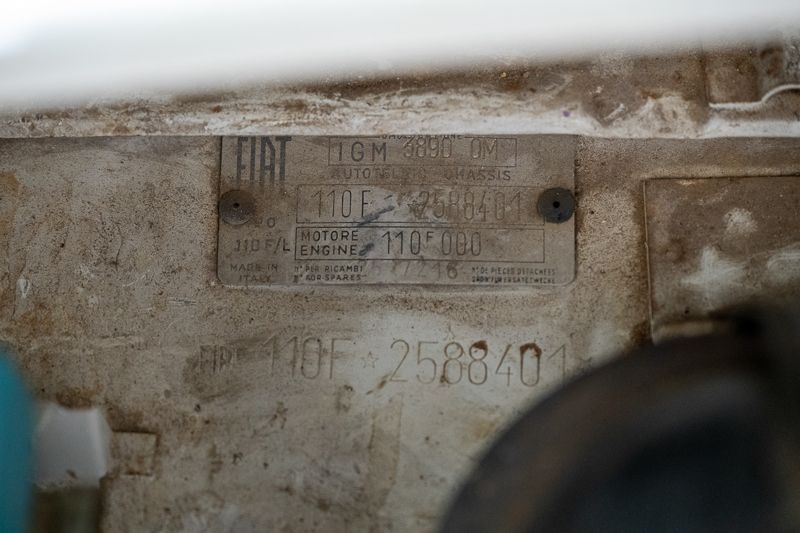 FIAT
IGM 3890 OM
AUTOTELAIO CHASSIS
110 F 2588401
110 F/L
MOTORE
ENGINE
110 F 000
MADE IN
ITALY
N° PER RICAMBI
N° FOR SPARES
N° DE PIECES DETACHEES
110F * 2588401